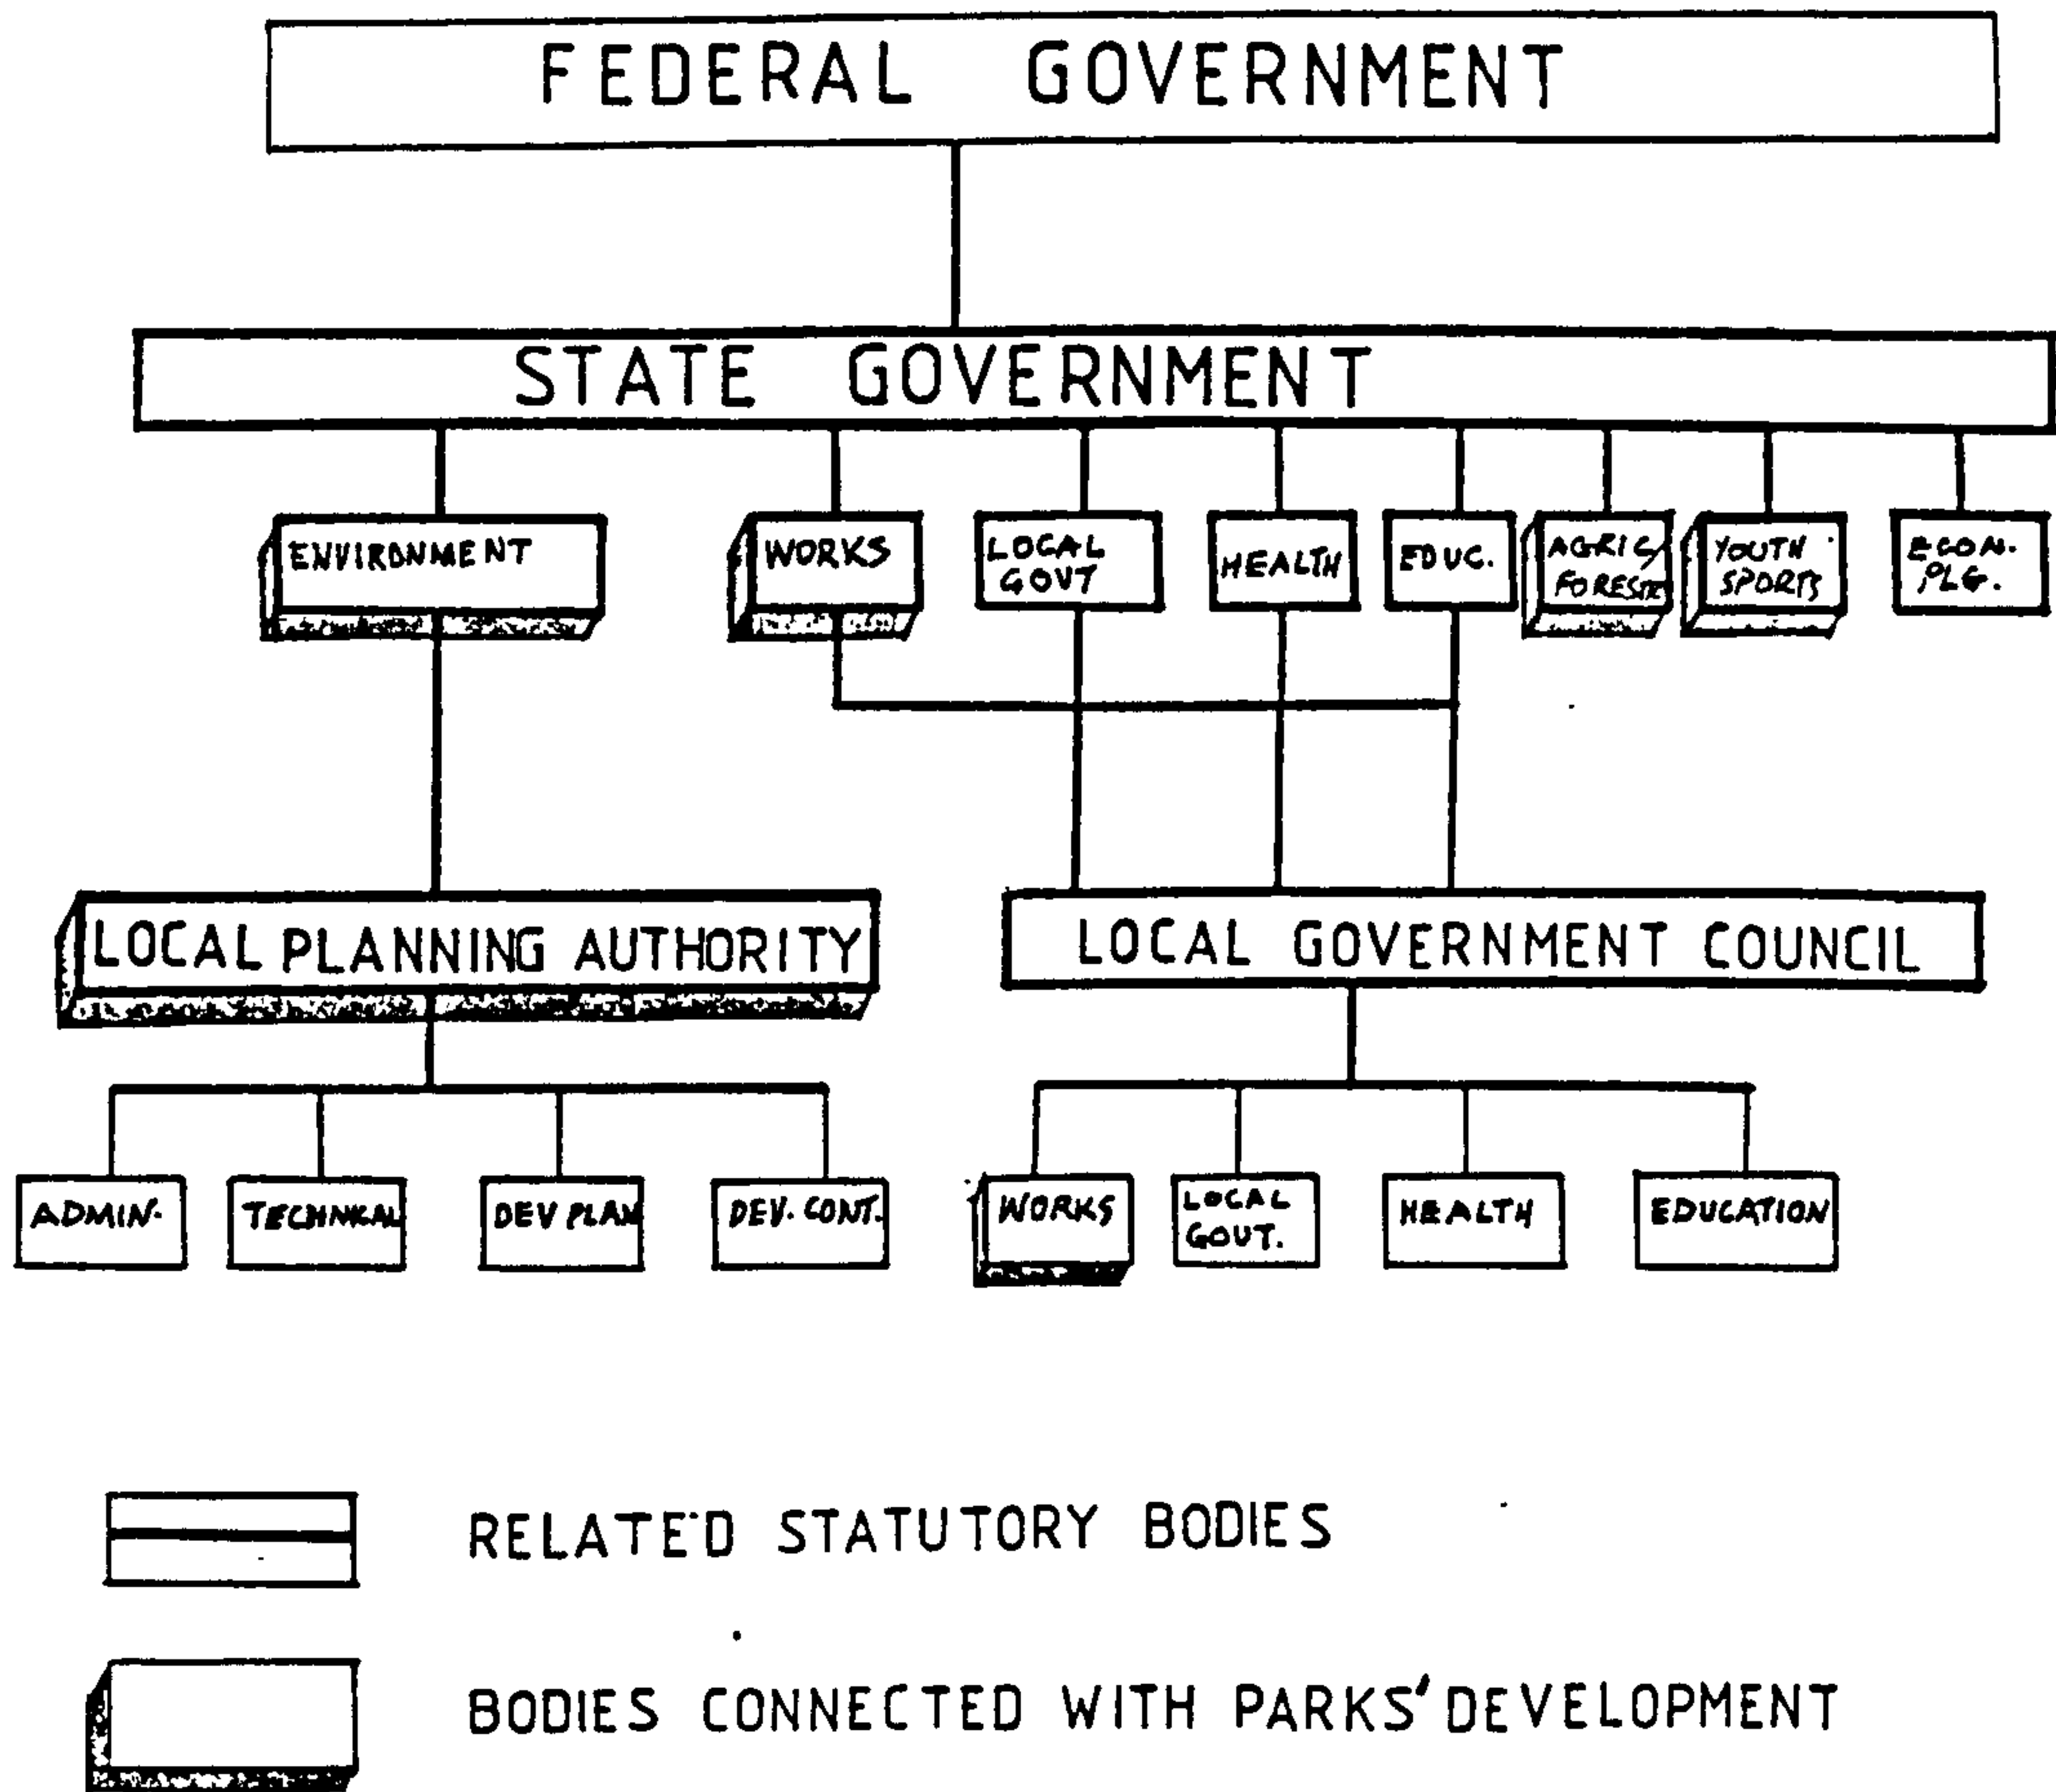 FEDERAL GOVERNMENT
STATE GOVERNMENT
ENVIRONMENT
WORKS
LOCAL
GOVT
HEALTH
EDUC.
AGRIC/
FORESTR
YOUTH
SPORTS
ECON.
PLG.
LOCAL PLANNING AUTHORITY
LOCAL GOVERNMENT COUNCIL
ADMIN.
TECHNICAL
DEV PLAN
DEV. CONT.
WORKS
LOCAL
GOVT.
HEALTH
EDUCATION
RELATED STATUTORY BODIES
BODIES CONNECTED WITH PARKS' DEVELOPMENT